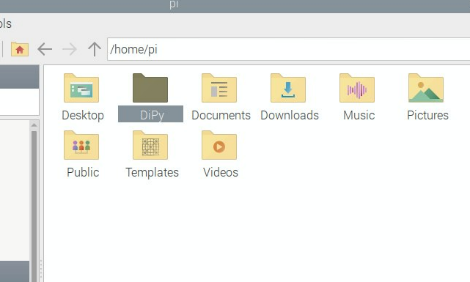 pi
ols
/home/pi
Desktop DiPy Documents Downloads Music Pictures
Public Templates Videos